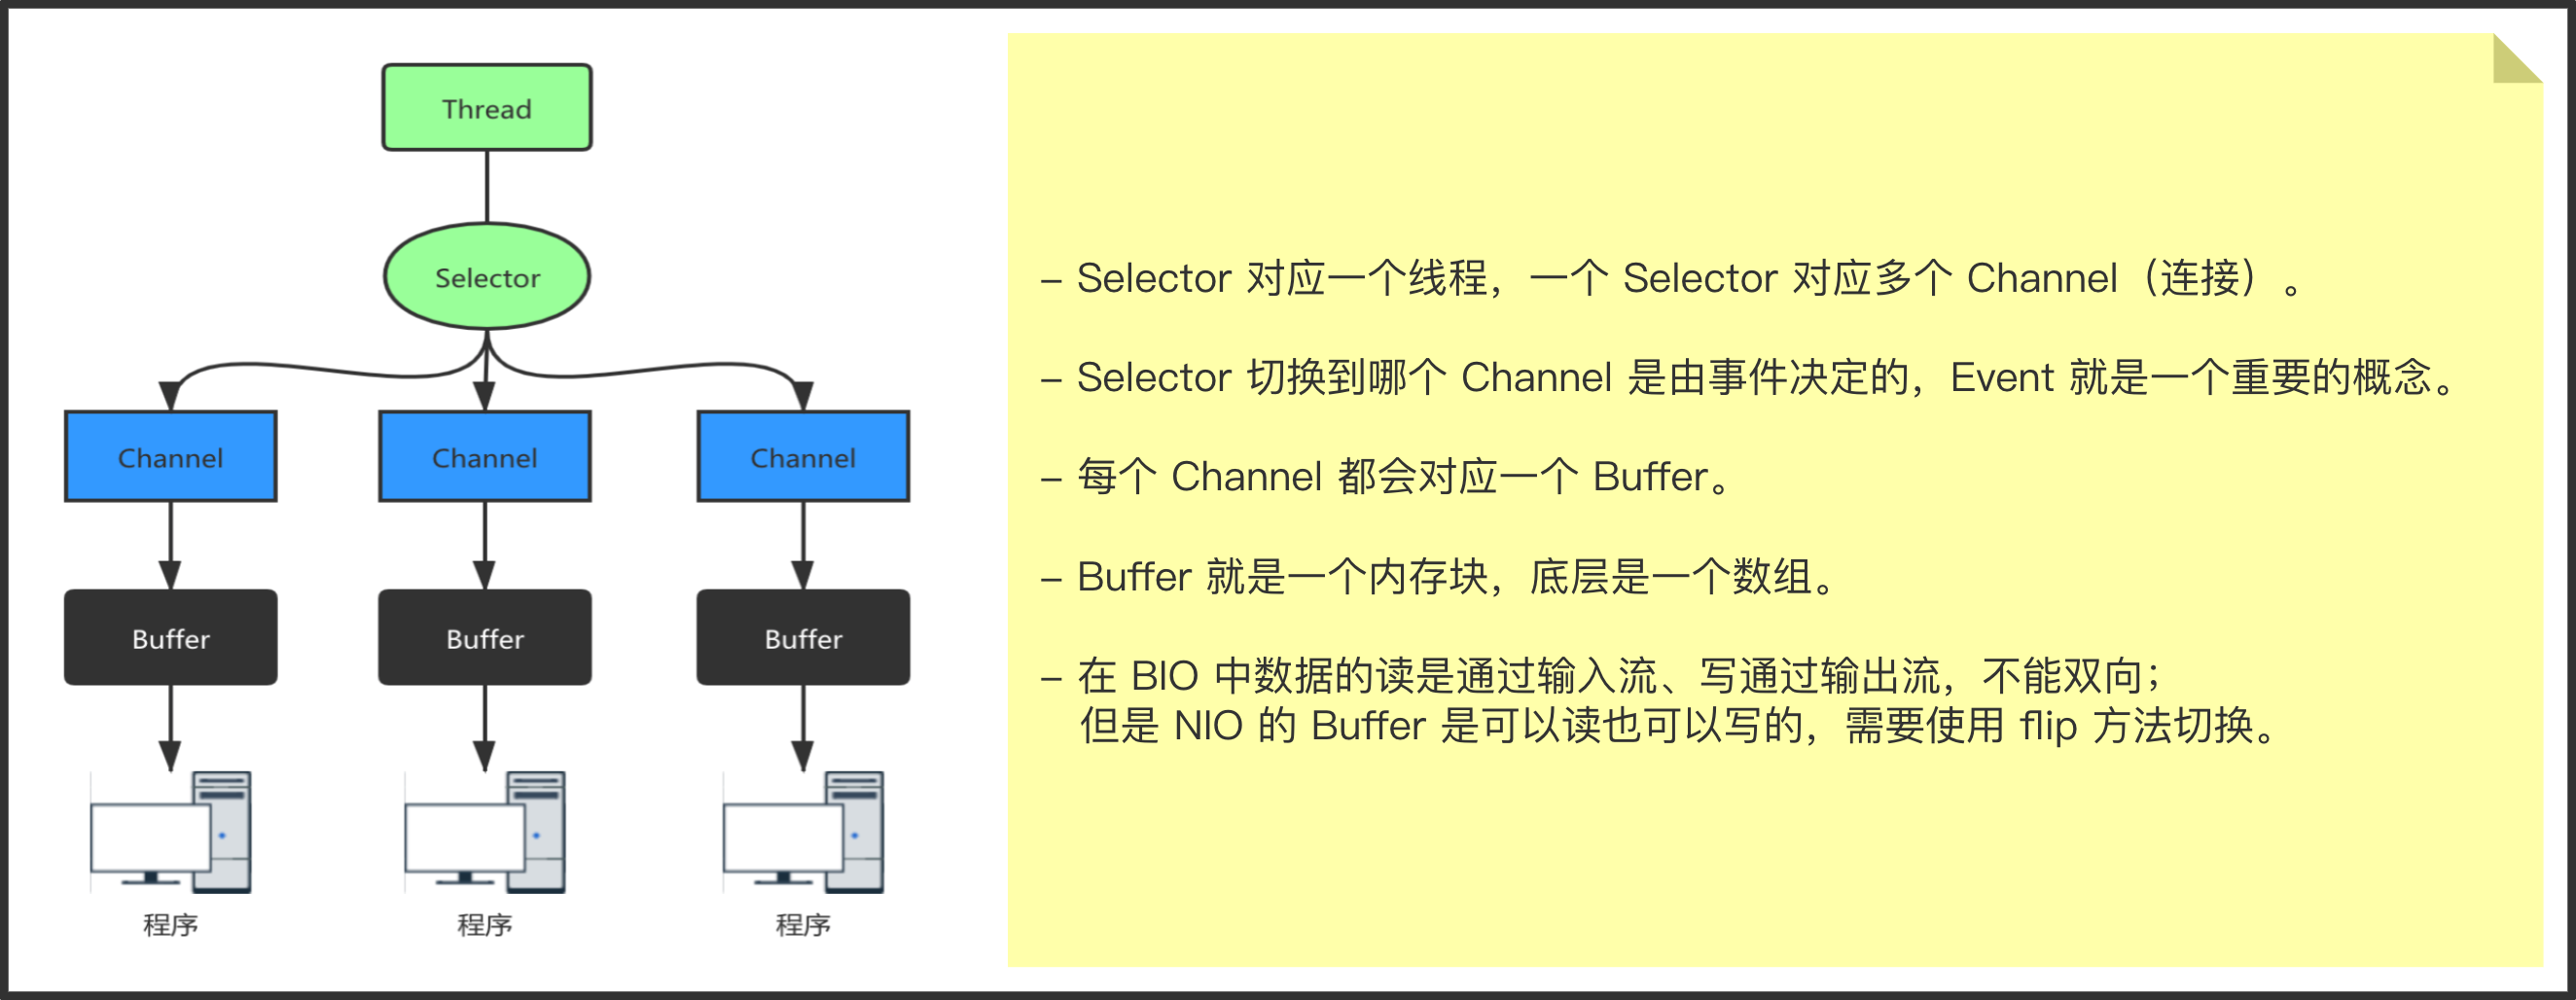 Thread
Selector
Channel Channel Channel
Buffer Buffer Buffer
程序 程序 程序
– Selector 对应一个线程，一个 Selector 对应多个 Channel（连接）。
– Selector 切换到哪个 Channel 是由事件决定的，Event 就是一个重要的概念。
– 每个 Channel 都会对应一个 Buffer。
– Buffer 就是一个内存块，底层是一个数组。
– 在 BIO 中数据的读是通过输入流、写通过输出流，不能双向；
但是 NIO 的 Buffer 是可以读也可以写的，需要使用 flip 方法切换。